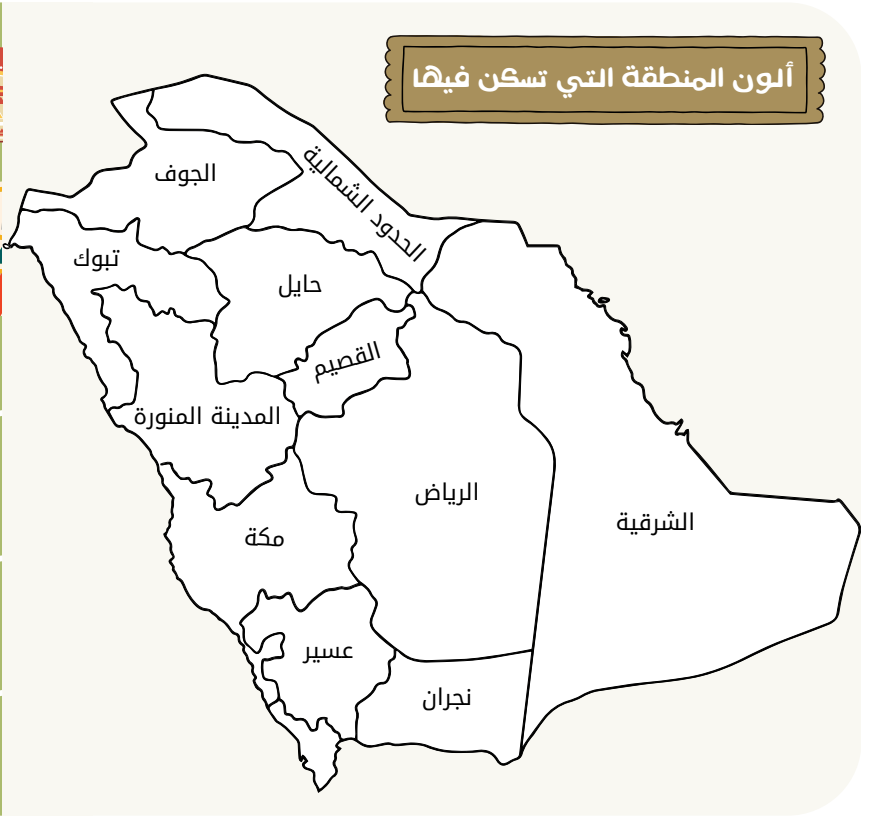 ألون المنطقة التي تسكن فيها
الجوف
الحدود الشمالية
تبوك
حايل
القصيم
المدينة المنورة
الرياض
الشرقية
مكة
عسير
نجران